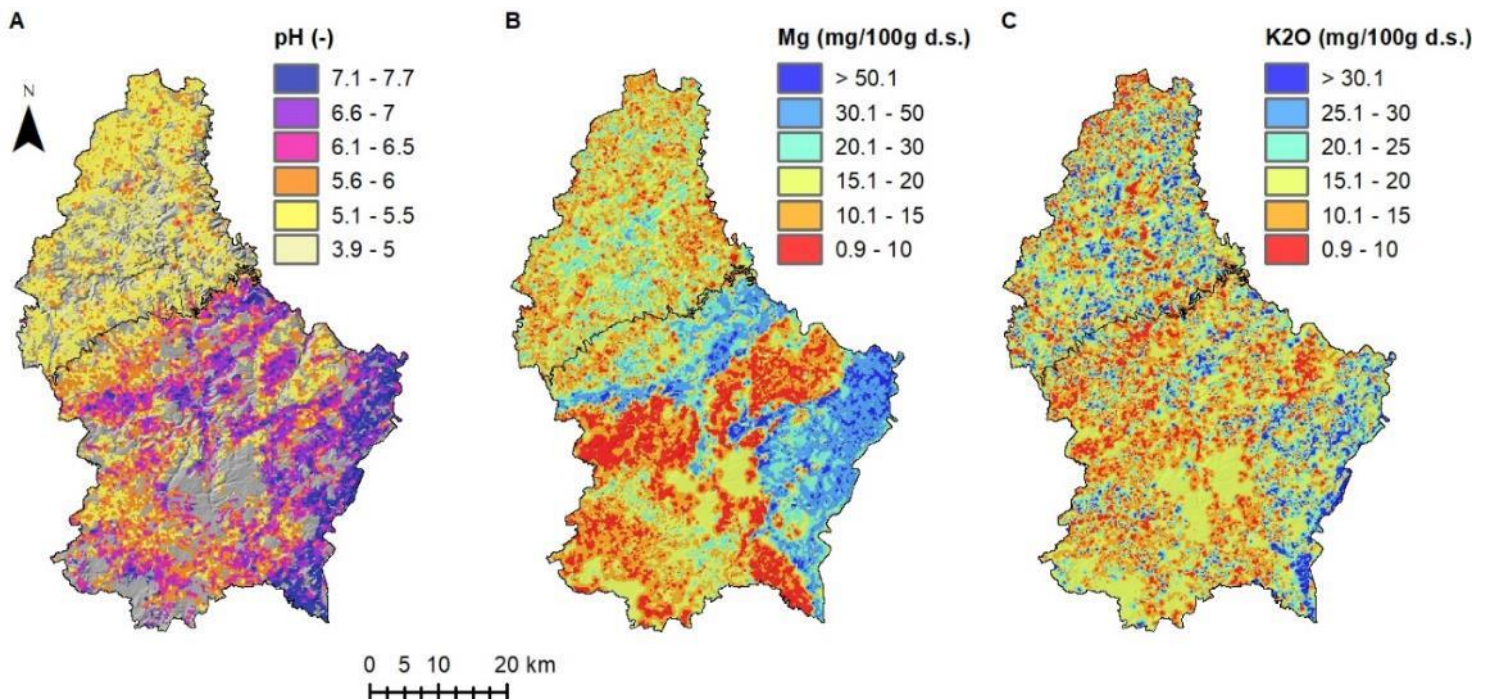 A
pH (-)
7.1 - 7.7
6.6 - 7
6.1 - 6.5
5.6 - 6
5.1 - 5.5
3.9 - 5
N
B
Mg (mg/100g d.s.)
> 50.1
30.1 - 50
20.1 - 30
15.1 - 20
10.1 - 15
0.9 - 10
C
K2O (mg/100g d.s.)
> 30.1
25.1 - 30
20.1 - 25
15.1 - 20
10.1 - 15
0.9 - 10
0 5 10 20 km